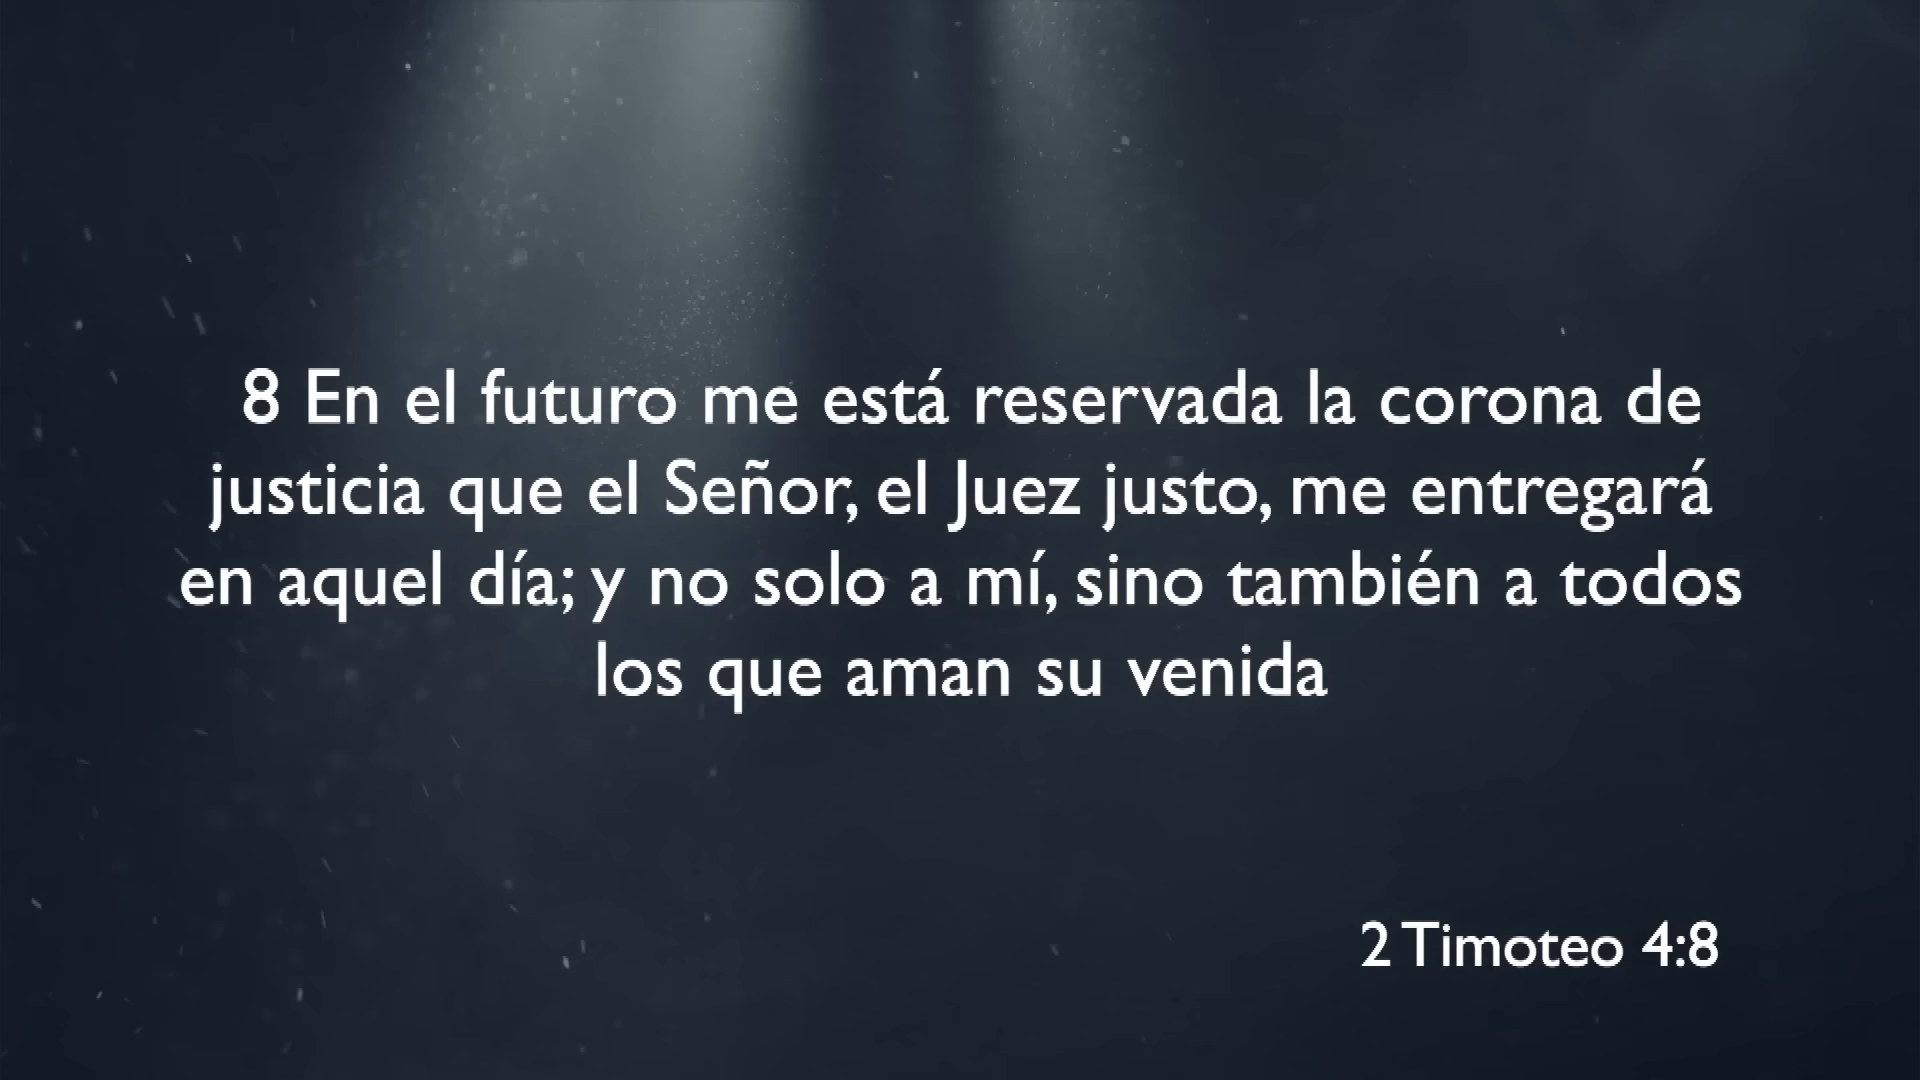 8 En el futuro me está reservada la corona de
justicia que el Señor, el Juez justo, me entregará
en aquel día; y no solo a mí, sino también a todos
los que aman su venida
2 Timoteo 4:8